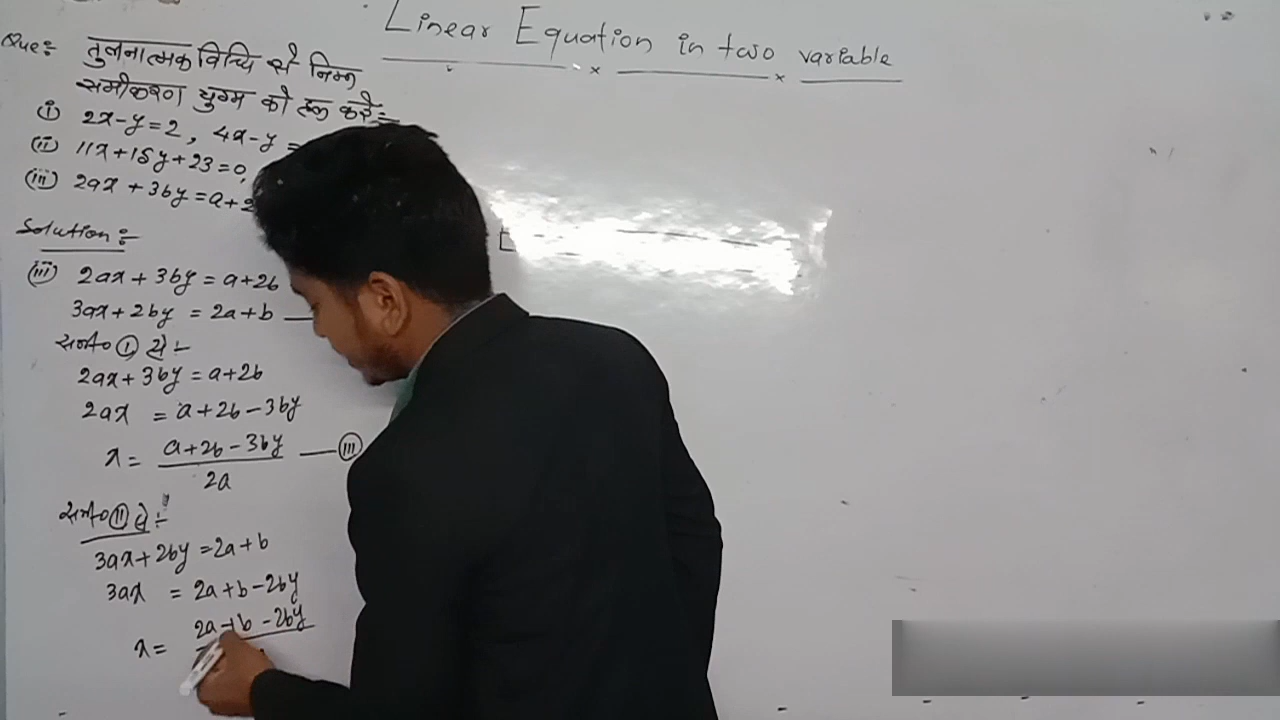 Linear Equation in two variable
Que:- तुलनात्मक विधि से निम्न
समीकरण युग्म को हल करें:-
(i) 2x-y=2, 4x-y =
(ii) 11x+15y+23=0,
(iii) 2ax + 3by = a+2
Solution:-
(iii) 2ax + 3by = a+2b
3ax+2by = 2a+b —
समी० (i) से:-
2ax+3by = a+2b
2ax = a+2b-3by
x = a+2b-3by / 2a — (iii)
समी० (ii) से:-
3ax+2by =2a+b
3ax = 2a+b-2by
x = 2a+b-2by